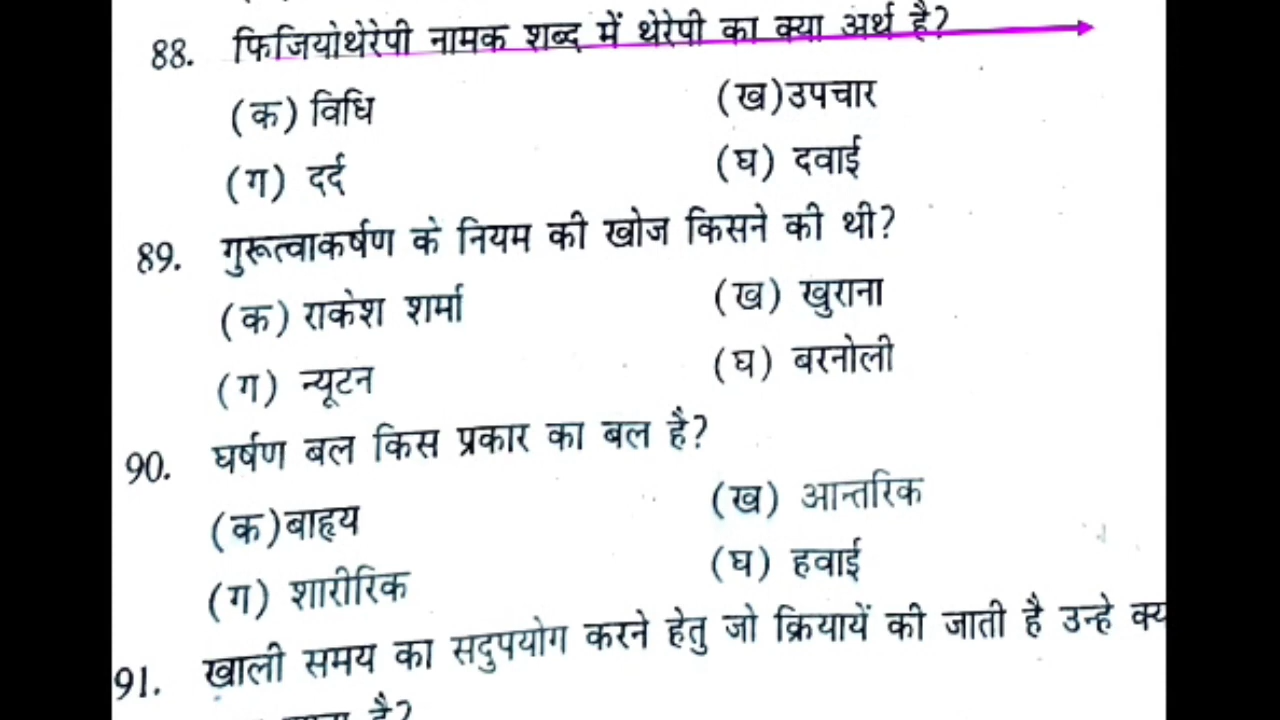 88. फिजियोथेरेपी नामक शब्द में थेरेपी का क्या अर्थ है?
(क) विधि (ख) उपचार
(ग) दर्द (घ) दवाई
89. गुरूत्वाकर्षण के नियम की खोज किसने की थी?
(क) राकेश शर्मा (ख) खुराना
(ग) न्यूटन (घ) बरनोली
90. घर्षण बल किस प्रकार का बल है?
(क) बाहृय (ख) आन्तरिक
(ग) शारीरिक (घ) हवाई
91. खाली समय का सदुपयोग करने हेतु जो क्रियायें की जाती है उन्हे
है?